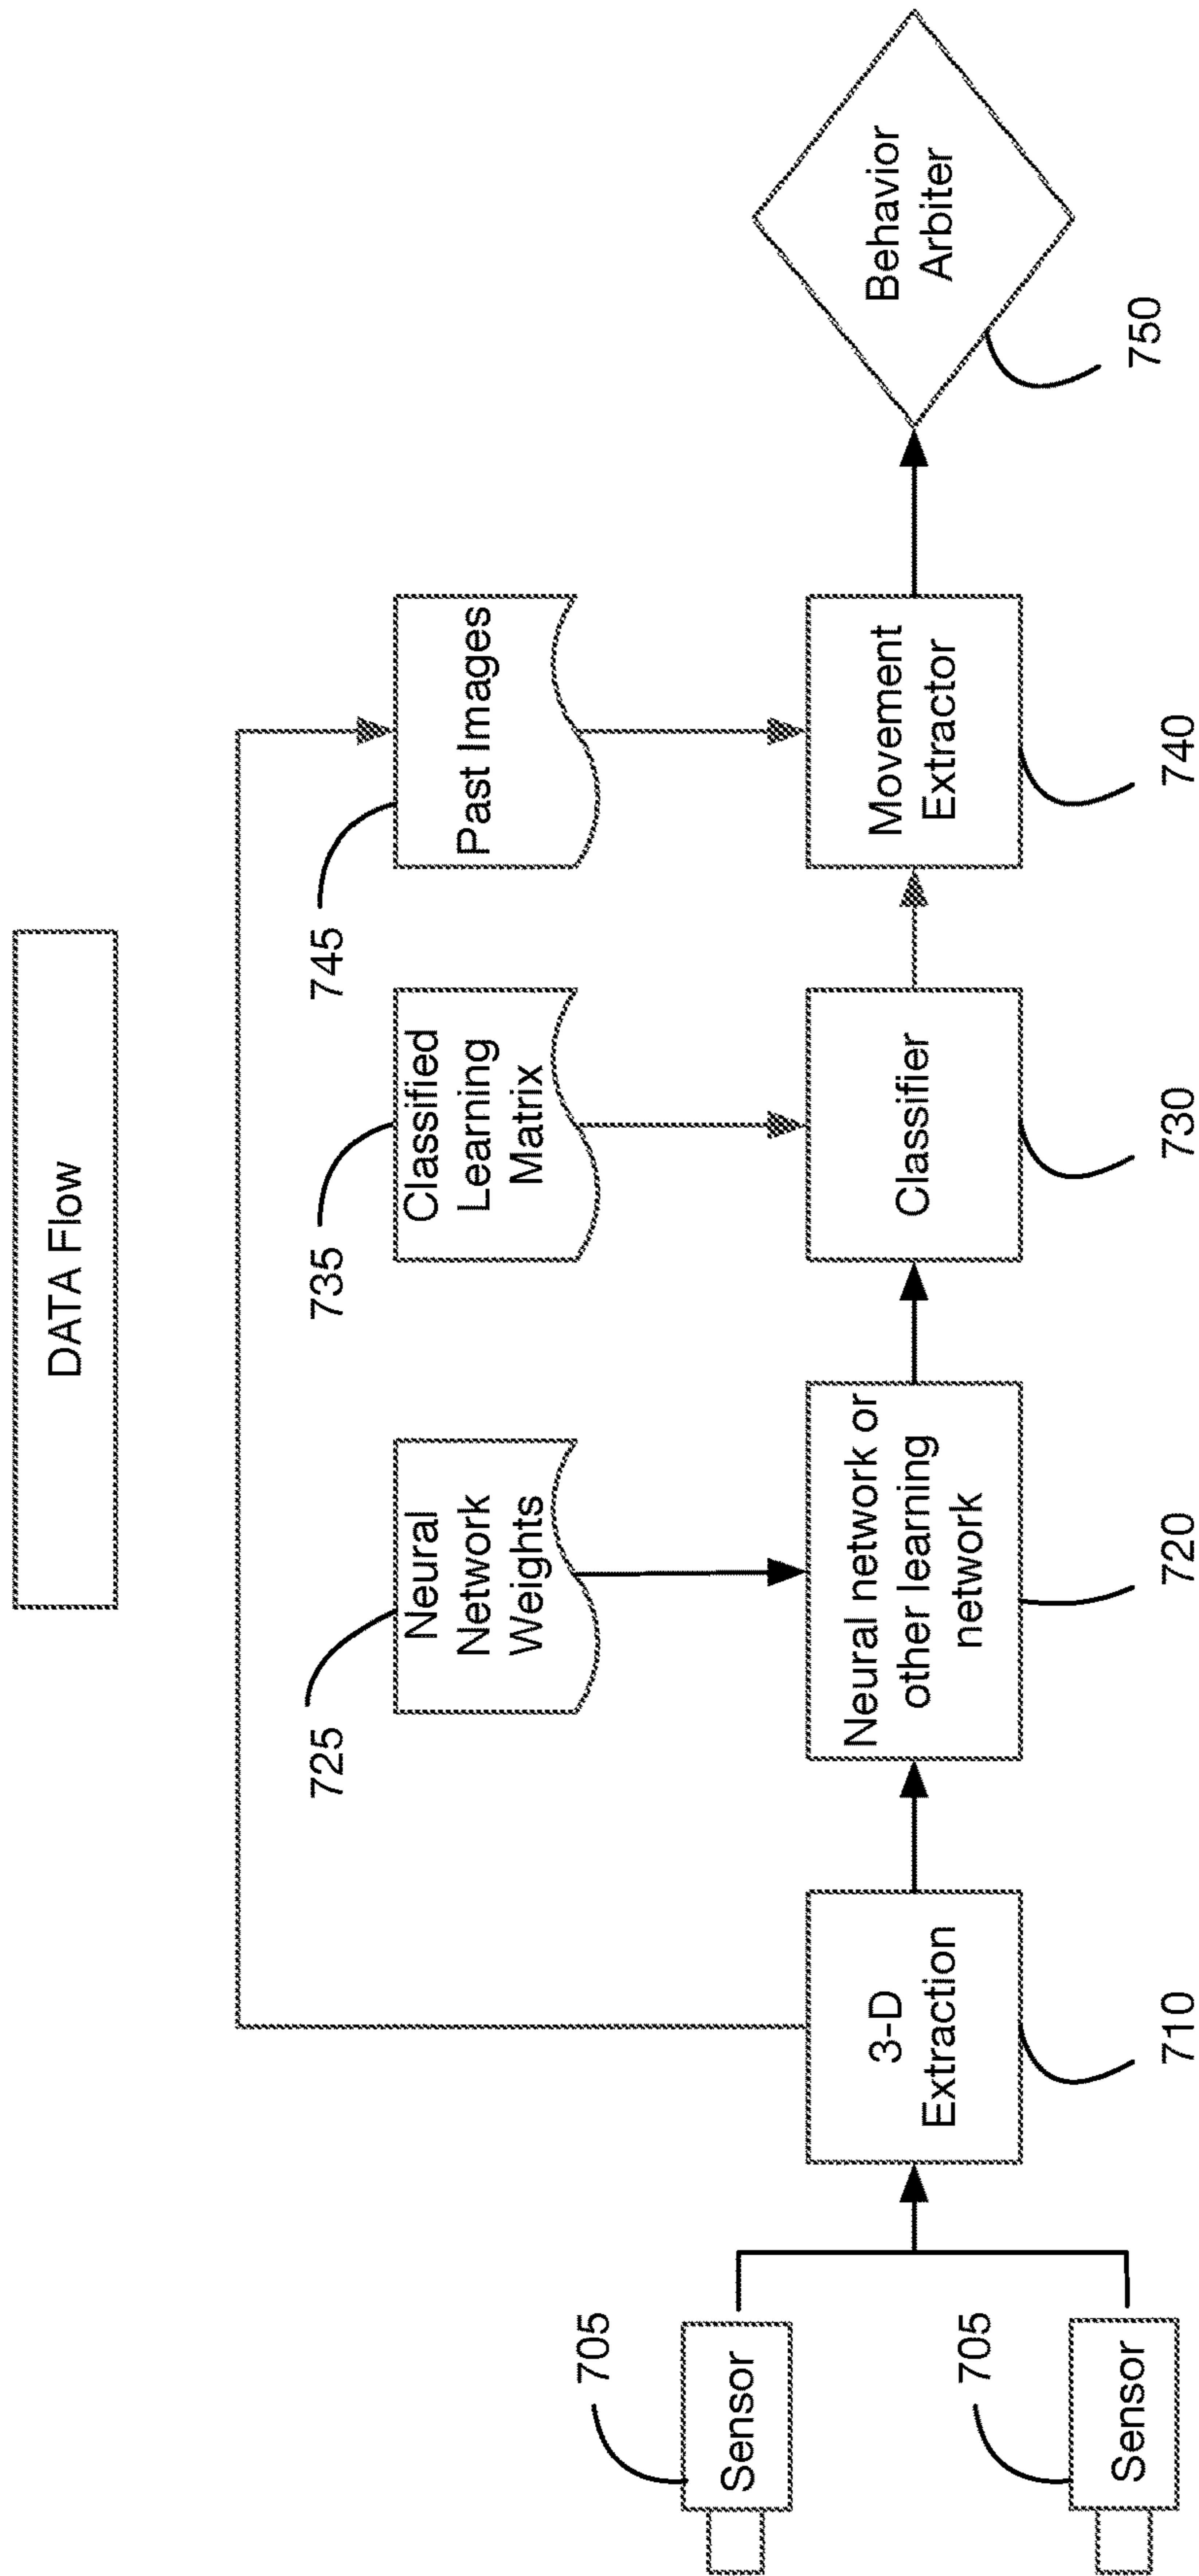 DATA Flow
705
Sensor
705
Sensor
3-D
Extraction
710
725
Neural
Network
Weights
Neural network or
other learning
network
720
735
Classified
Learning
Matrix
Classifier
730
745
Past Images
Movement
Extractor
740
Behavior
Arbiter
750